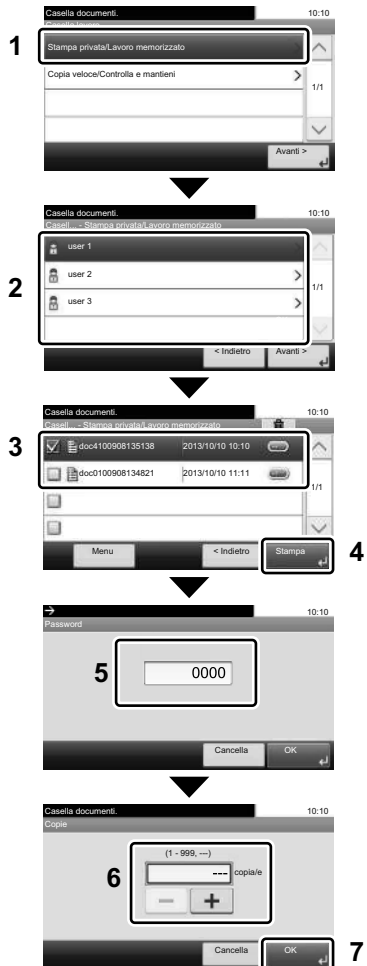 Casella documenti. 10:10
Casella lavoro
1
Stampa privata/Lavoro memorizzato
Copia veloce/Controlla e mantieni
1/1
Avanti >
Casella documenti. 10:10
Casell... - Stampa privata/Lavoro memorizzato
2
user 1
user 2
1/1
user 3
< Indietro Avanti >
Casella documenti. 10:10
Casell... - Stampa privata/Lavoro memorizzato
3
doc4100908135138 2013/10/10 10:10
doc0100908134821 2013/10/10 11:11
1/1
Menu < Indietro Stampa 4
10:10
Password
5 0000
Cancella OK
Casella documenti. 10:10
Copie
(1 - 999, ---)
6 --- copia/e
Cancella OK 7